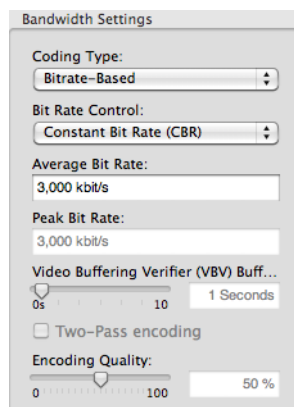 Bandwidth Settings
Coding Type:
Bitrate-Based
Bit Rate Control:
Constant Bit Rate (CBR)
Average Bit Rate:
3,000 kbit/s
Peak Bit Rate:
3,000 kbit/s
Video Buffering Verifier (VBV) Buff...
0s 10 1 Seconds
Two-Pass encoding
Encoding Quality:
0 100 50 %